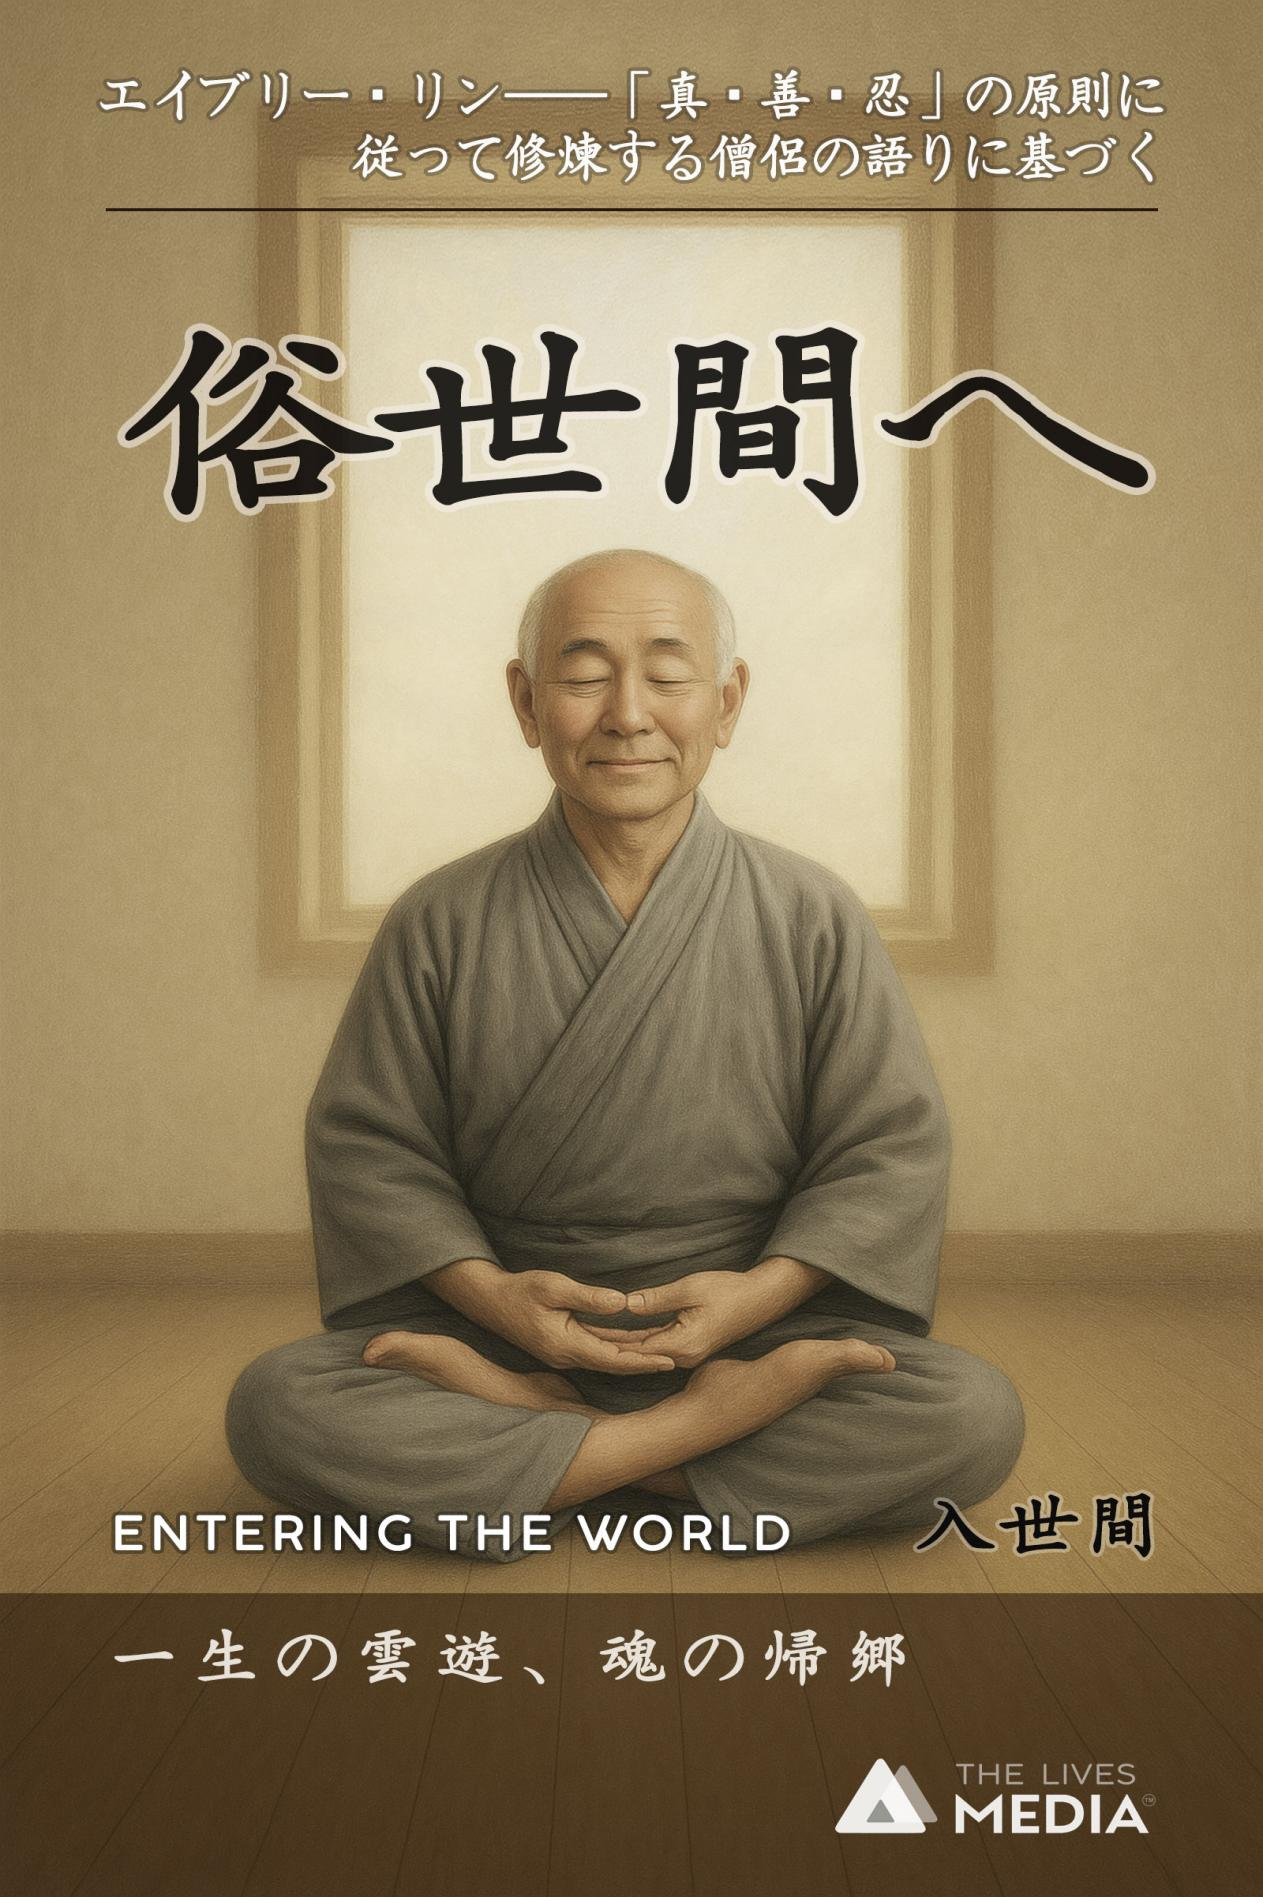 エイブリー・リン——「真・善・忍」の原則に
従って修煉する僧侶の語りに基づく
俗世間へ
ENTERING THE WORLD
入世間
一生の雲遊、魂の帰郷
THE LIVES
MEDIA™